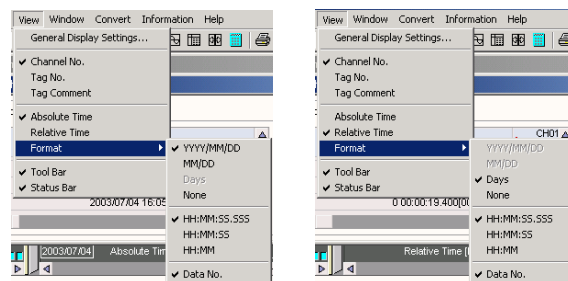 View Window Convert Information Help
General Display Settings...
Channel No.
Tag No.
Tag Comment
Absolute Time
Relative Time
Format
Tool Bar
Status Bar
YYYY/MM/DD
MM/DD
Days
None
HH:MM:SS.SSS
HH:MM:SS
HH:MM
Data No.
2003/07/04 16:05
2003/07/04 Absolute Tim
View Window Convert Information Help
General Display Settings...
Channel No.
Tag No.
Tag Comment
Absolute Time
Relative Time
Format
Tool Bar
Status Bar
CH01
YYYY/MM/DD
MM/DD
Days
None
HH:MM:SS.SSS
HH:MM:SS
HH:MM
Data No.
0 00:00:19.400[00
Relative Time [